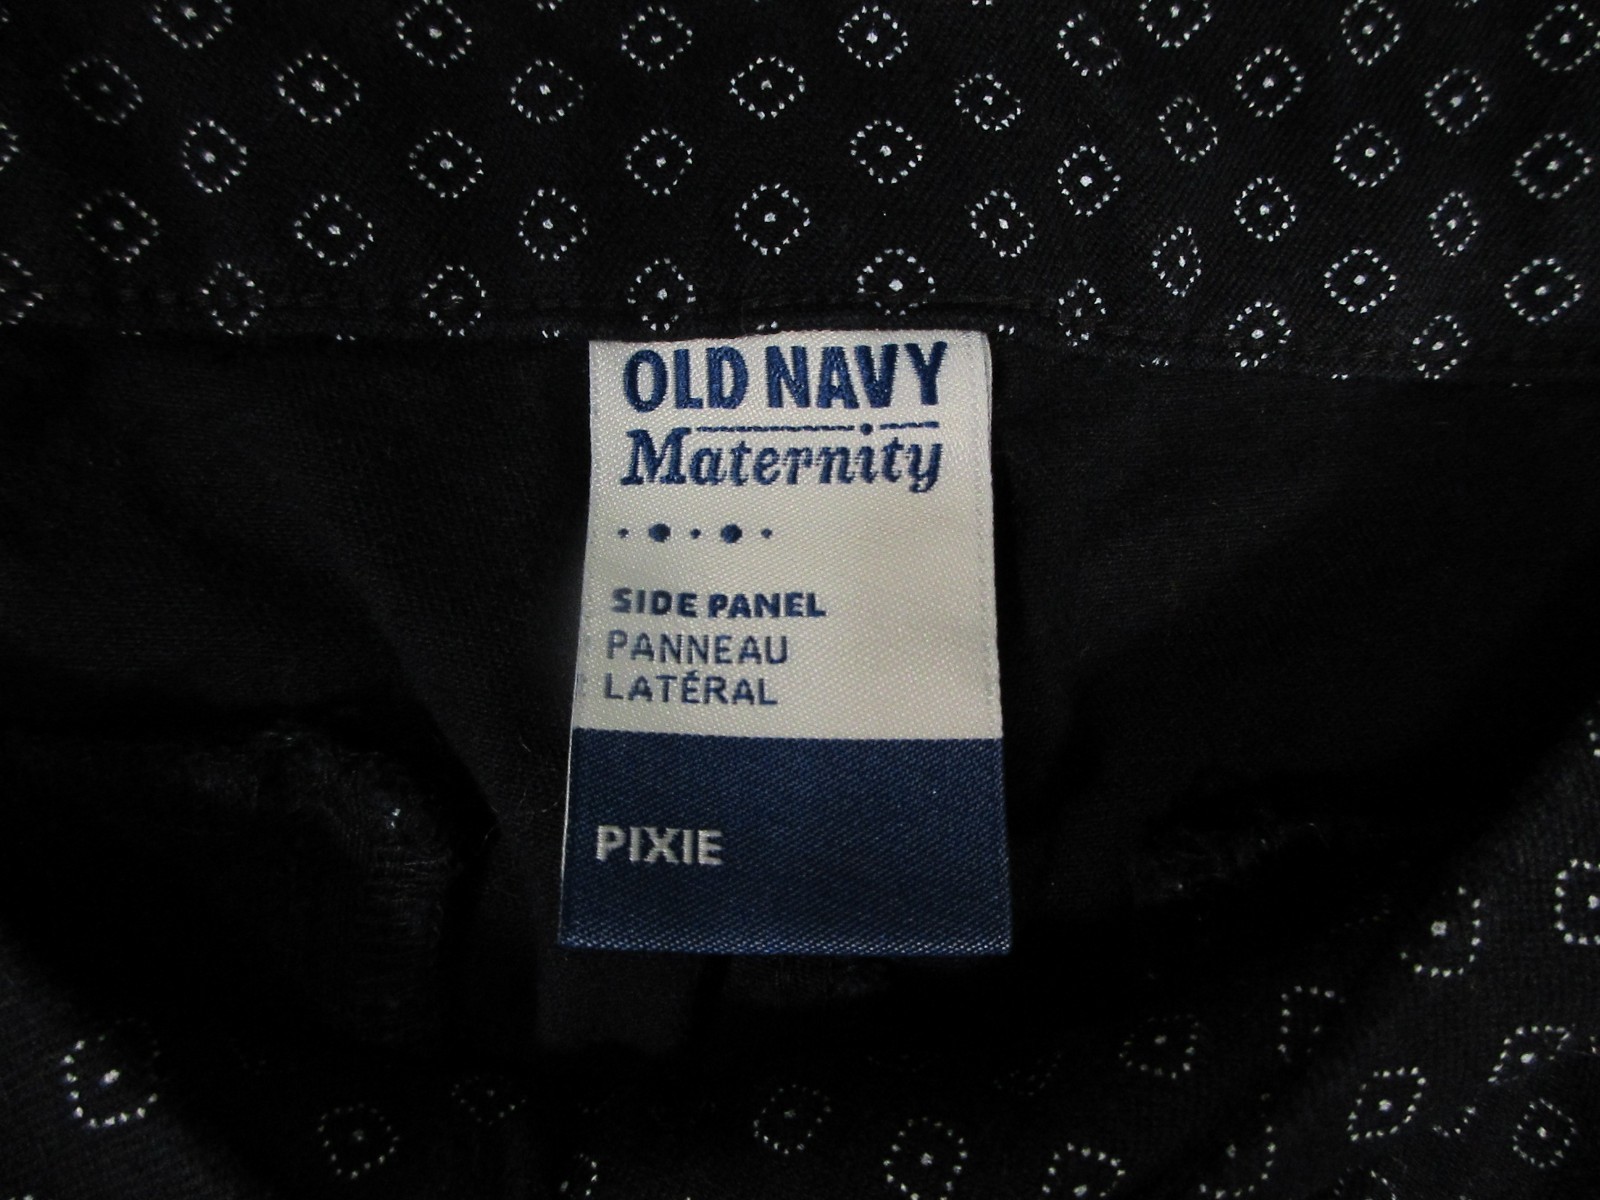 OLD NAVY
Maternity
SIDE PANEL
PANNEAU
LATÉRAL
PIXIE